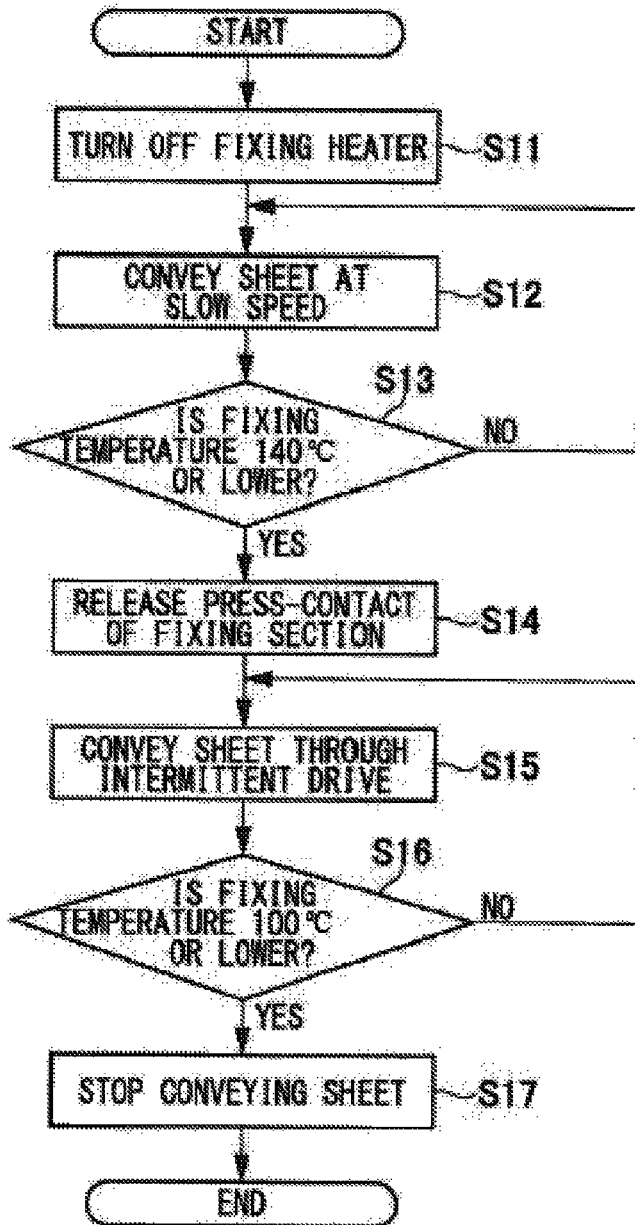 START
TURN OFF FIXING HEATER
S11
CONVEY SHEET AT
SLOW SPEED
S12
S13
IS FIXING
TEMPERATURE 140℃
OR LOWER?
NO
YES
RELEASE PRESS-CONTACT
OF FIXING SECTION
S14
CONVEY SHEET THROUGH
INTERMITTENT DRIVE
S15
S16
IS FIXING
TEMPERATURE 100℃
OR LOWER?
NO
YES
STOP CONVEYING SHEET
S17
END